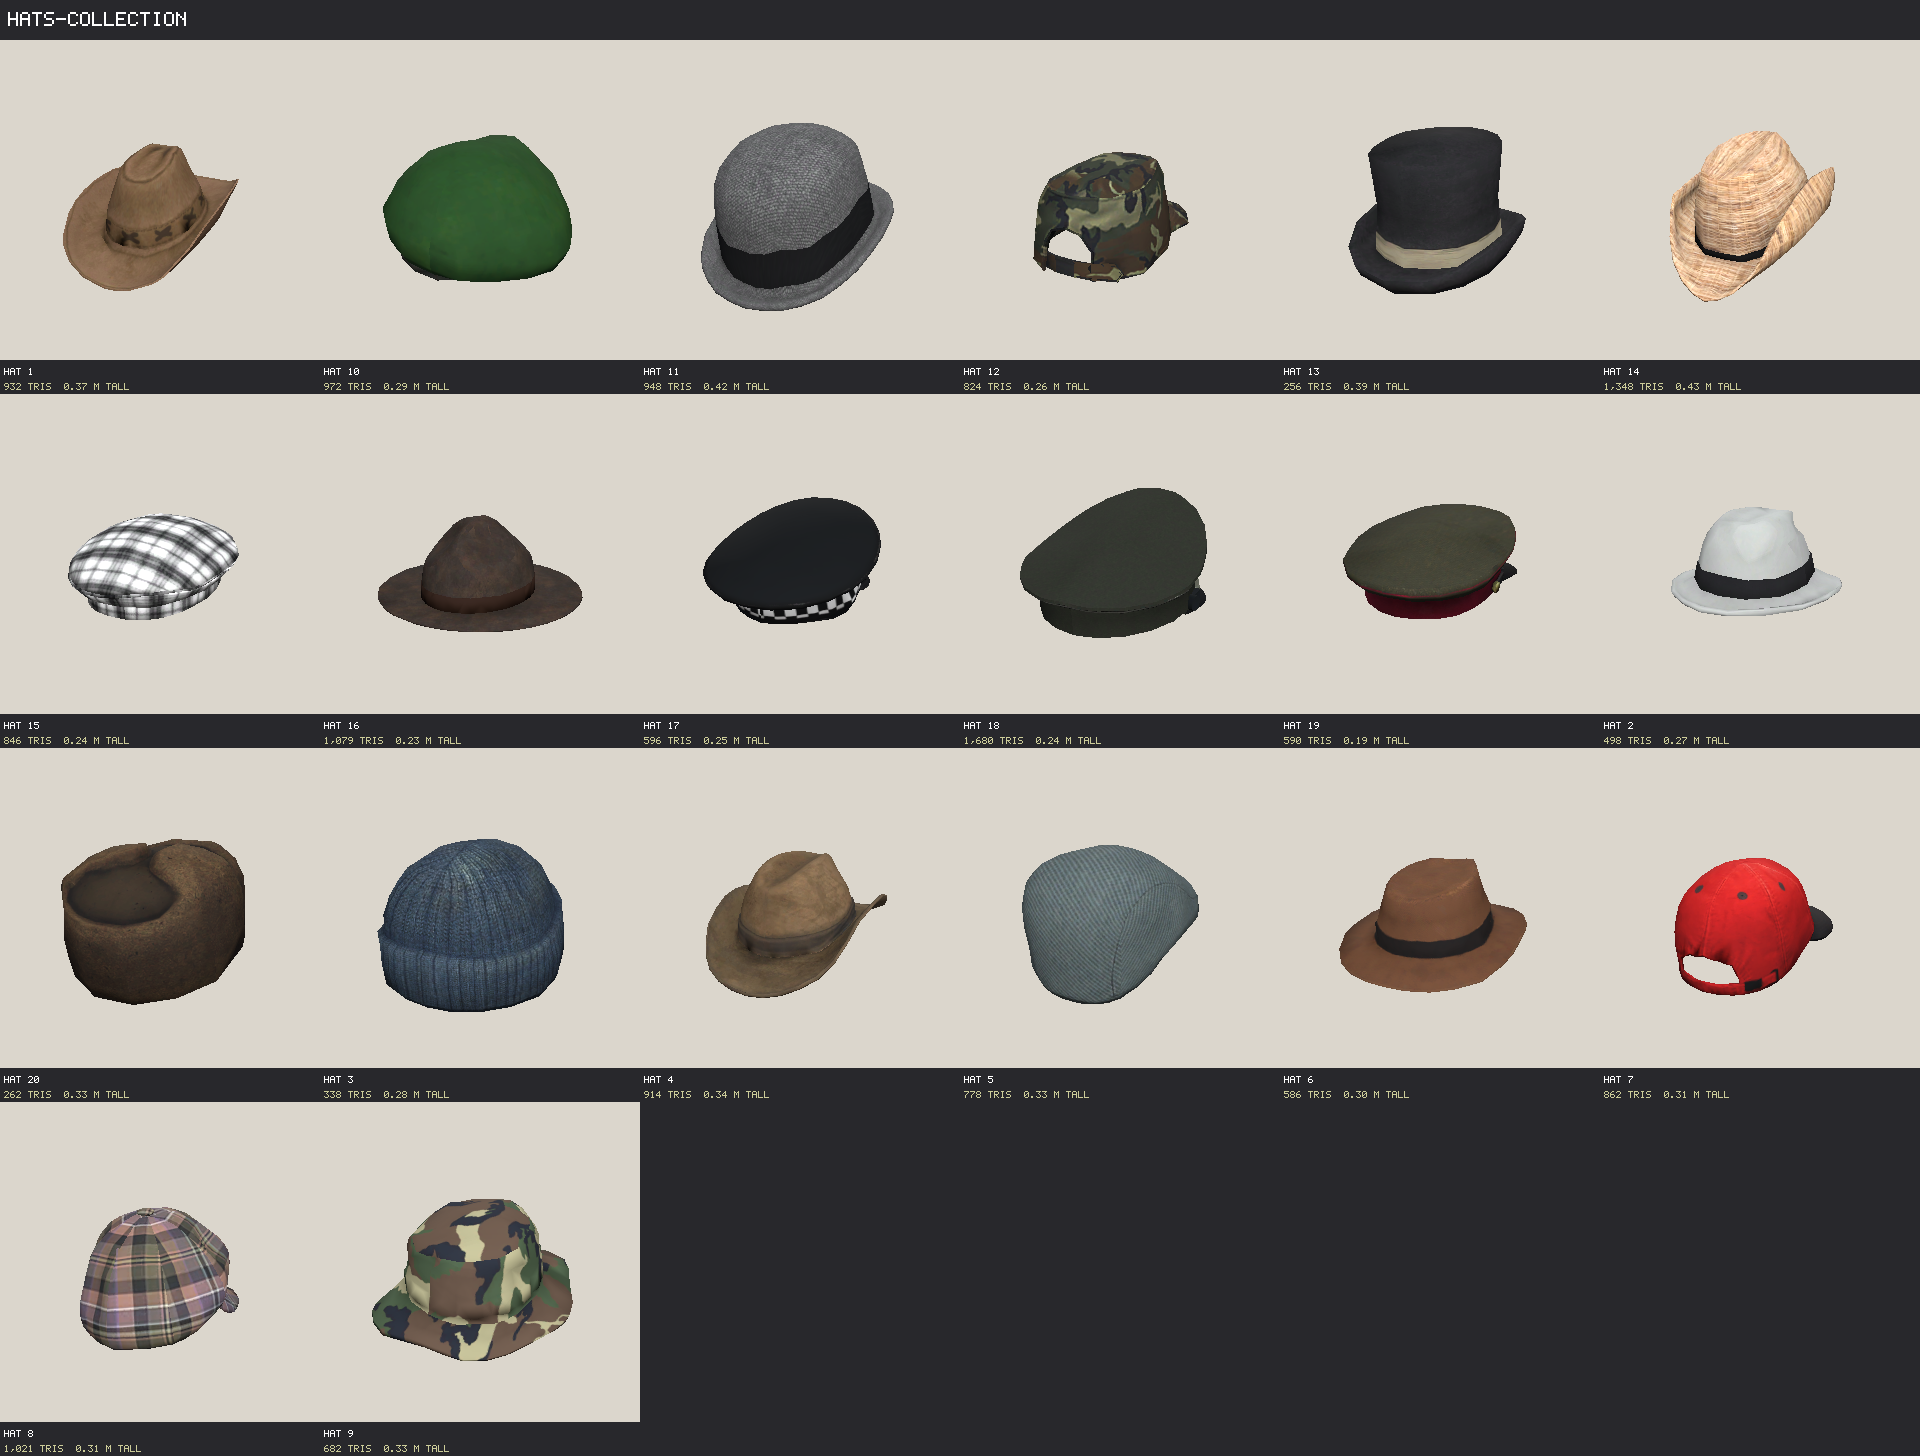 HATS-COLLECTION
HAT 1
932 TRIS 0.37 M TALL
HAT 10
972 TRIS 0.29 M TALL
HAT 11
948 TRIS 0.42 M TALL
HAT 12
824 TRIS 0.26 M TALL
HAT 13
256 TRIS 0.39 M TALL
HAT 14
1,348 TRIS 0.43 M TALL
HAT 15
846 TRIS 0.24 M TALL
HAT 16
1,079 TRIS 0.23 M TALL
HAT 17
596 TRIS 0.25 M TALL
HAT 18
1,680 TRIS 0.24 M TALL
HAT 19
590 TRIS 0.19 M TALL
HAT 2
498 TRIS 0.27 M TALL
HAT 20
262 TRIS 0.33 M TALL
HAT 3
338 TRIS 0.28 M TALL
HAT 4
914 TRIS 0.34 M TALL
HAT 5
778 TRIS 0.33 M TALL
HAT 6
586 TRIS 0.30 M TALL
HAT 7
862 TRIS 0.31 M TALL
HAT 8
1,021 TRIS 0.31 M TALL
HAT 9
682 TRIS 0.33 M TALL